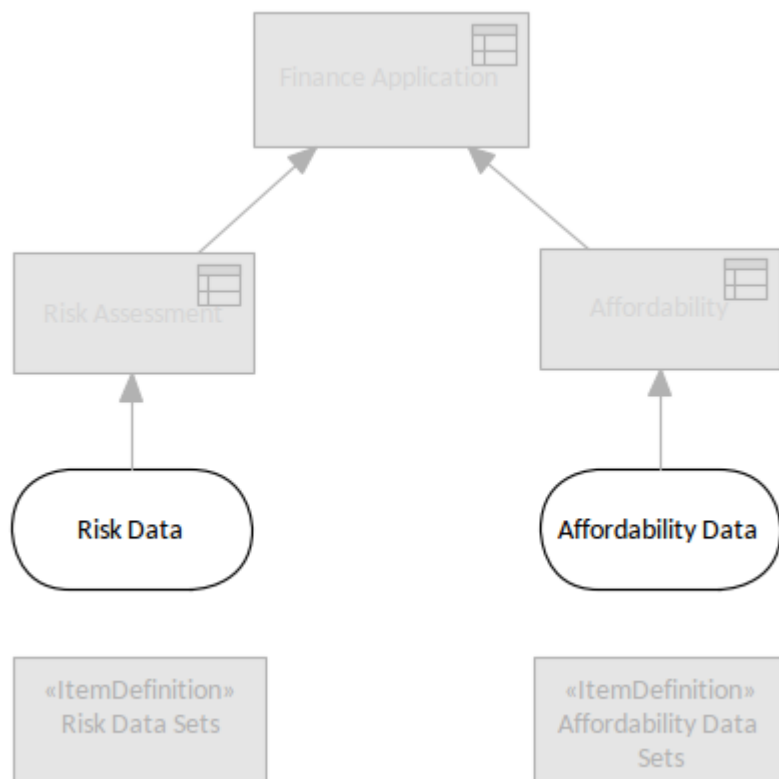 Finance Application
Risk Assessment
Affordability
Risk Data
Affordability Data
«ItemDefinition»
Risk Data Sets
«ItemDefinition»
Affordability Data
Sets